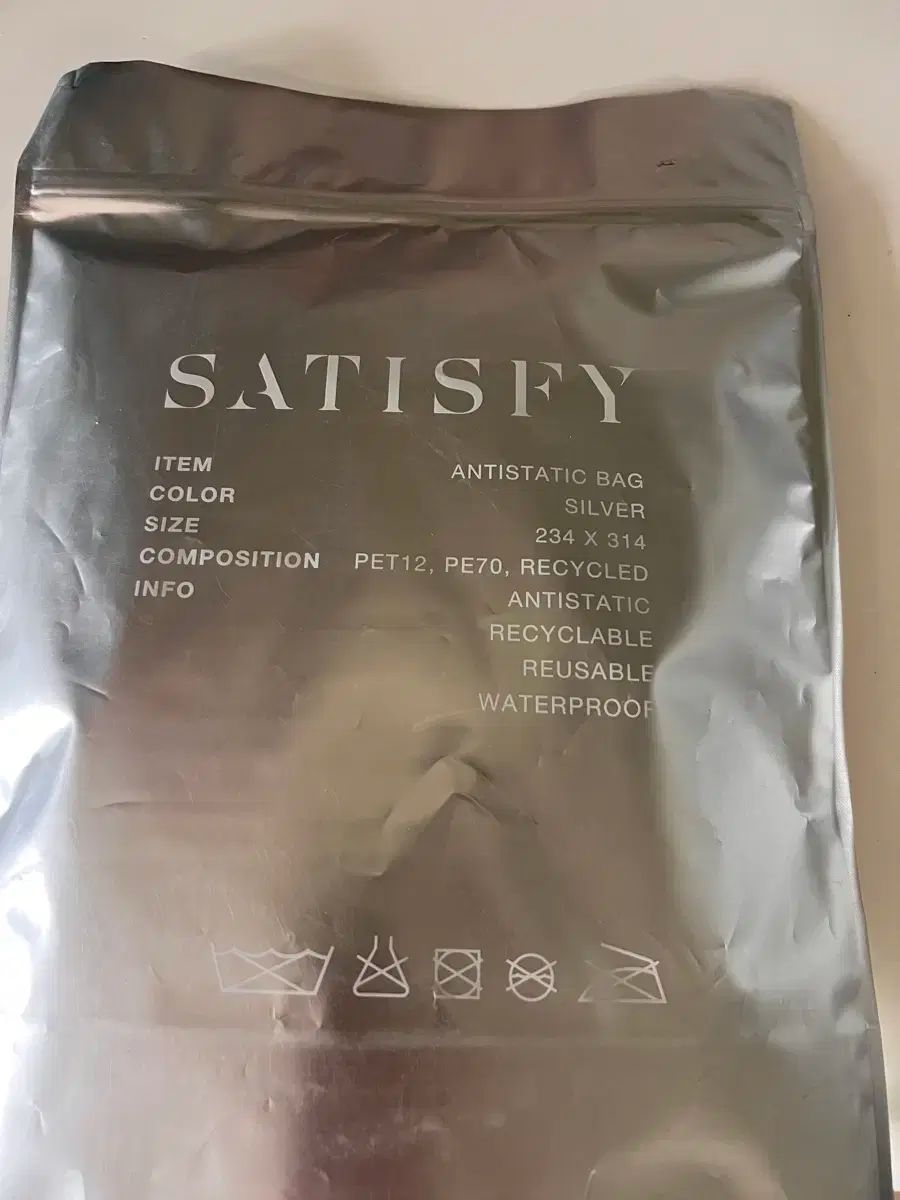 SATISFY
ITEM ANTISTATIC BAG
COLOR SILVER
SIZE 234 X 314
COMPOSITION PET12, PE70, RECYCLED
INFO ANTISTATIC
RECYCLABLE
REUSABLE
WATERPROOF